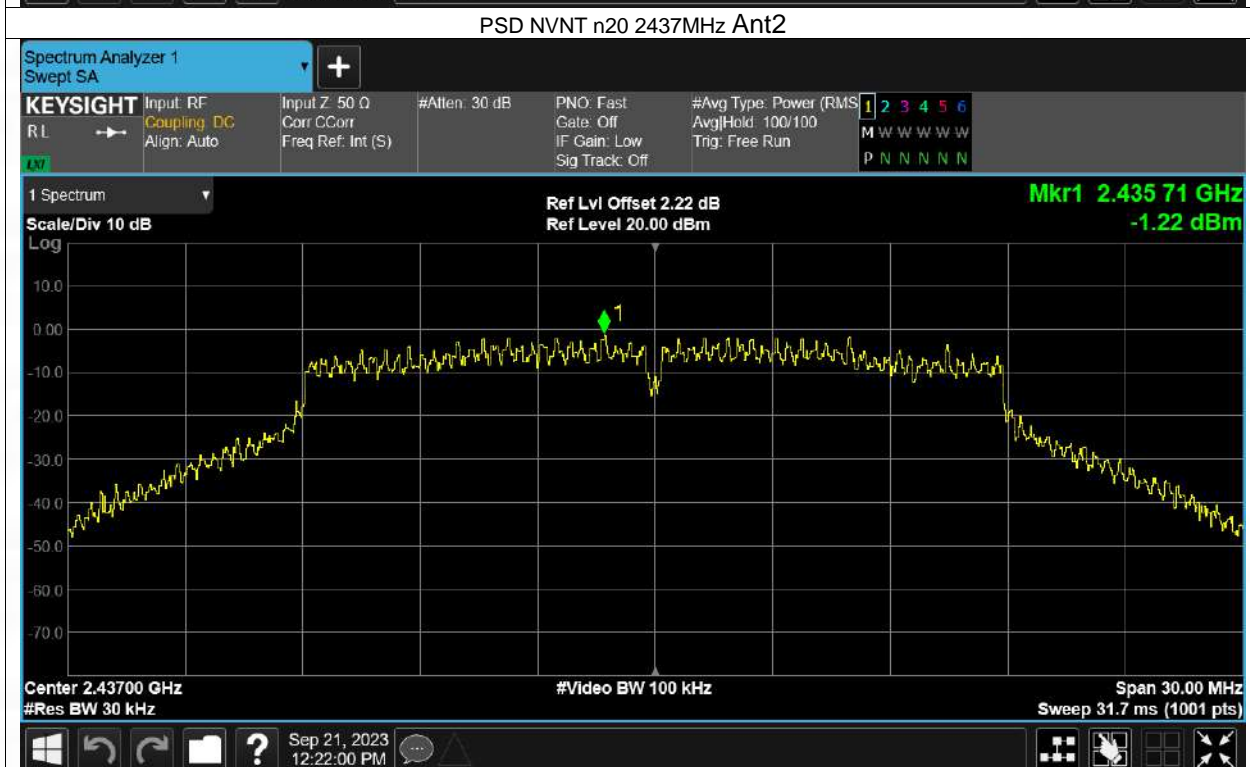 PSD NVNT n20 2437MHz Ant2
Spectrum Analyzer 1
Swept SA
KEYSIGHT
RL
LXI
Input: RF
Coupling: DC
Align: Auto
Input Z: 50 Ω
Corr CCorr
Freq Ref: Int (S)
#Atten: 30 dB
PNO: Fast
Gate: Off
IF Gain: Low
Sig Track: Off
#Avg Type: Power (RMS
Avg|Hold: 100/100
Trig: Free Run
1 2 3 4 5 6
M W W W W W
P N N N N N
1 Spectrum
Scale/Div 10 dB
Log
Ref Lvl Offset 2.22 dB
Ref Level 20.00 dBm
Mkr1 2.435 71 GHz
-1.22 dBm
1
10.0
0.00
-10.0
-20.0
-30.0
-40.0
-50.0
-60.0
-70.0
Center 2.43700 GHz
#Res BW 30 kHz
#Video BW 100 kHz
Span 30.00 MHz
Sweep 31.7 ms (1001 pts)
?
Sep 21, 2023
12:22:00 PM